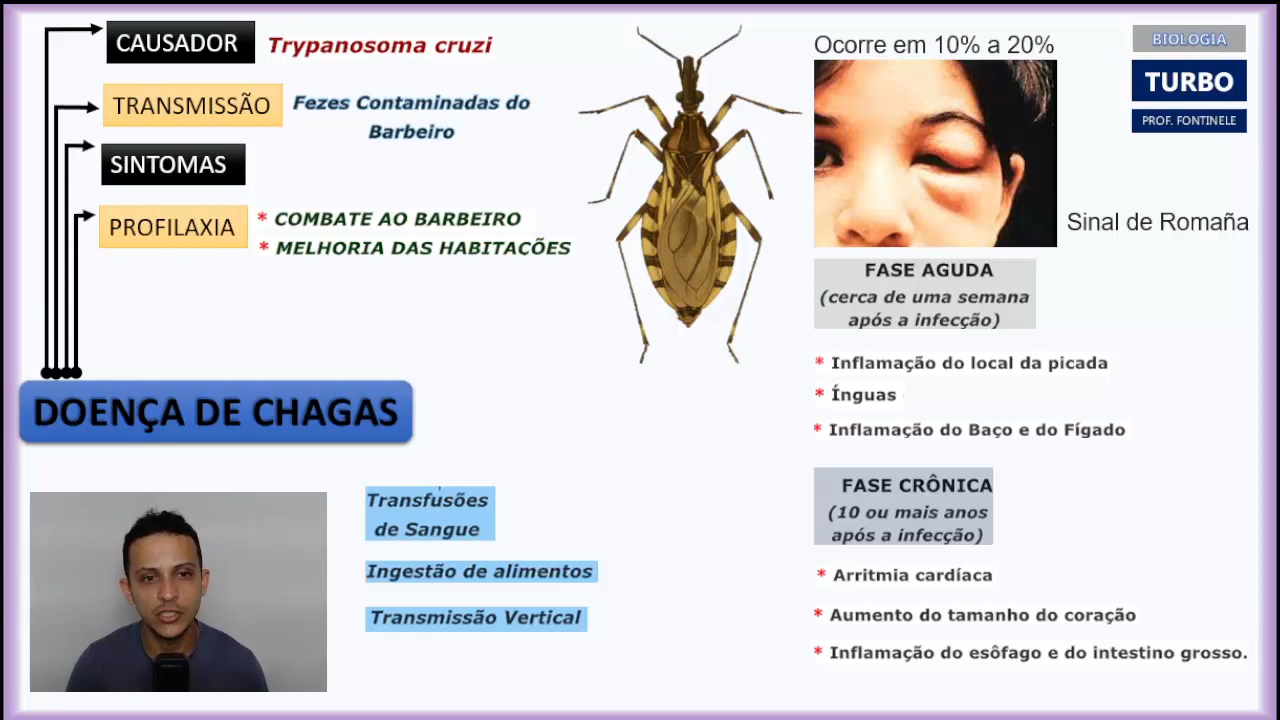 CAUSADOR
Trypanosoma cruzi
TRANSMISSÃO
Fezes Contaminadas do
Barbeiro
SINTOMAS
PROFILAXIA
* COMBATE AO BARBEIRO
* MELHORIA DAS HABITAÇÕES
DOENÇA DE CHAGAS
Transfusões
de Sangue
Ingestão de alimentos
Transmissão Vertical
Ocorre em 10% a 20%
Sinal de Romaña
FASE AGUDA
(cerca de uma semana
após a infecção)
* Inflamação do local da picada
* Ínguas
* Inflamação do Baço e do Fígado
FASE CRÔNICA
(10 ou mais anos
após a infecção)
* Arritmia cardíaca
* Aumento do tamanho do coração
* Inflamação do esôfago e do intestino grosso.
BIOLOGIA
TURBO
PROF. FONTINELE